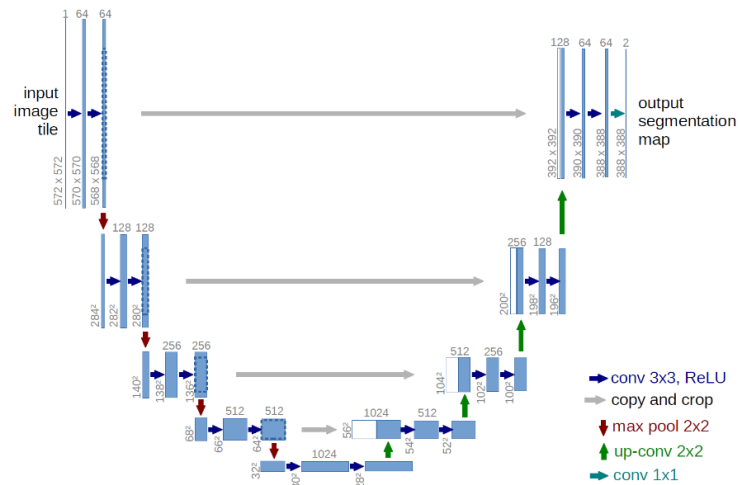 1 64 64
128 64 64 2
input
image
tile
output
segmentation
map
572 x 572
570 x 570
568 x 568
392 x 392
390 x 390
388 x 388
388 x 388
128 128
256 128
284²
282²
280²
200²
198²
196²
256 256
512 256
140²
138²
136²
104²
102²
100²
512 512
1024 512
68²
66²
64²
56²
54²
52²
1024
32²
conv 3x3, ReLU
copy and crop
max pool 2x2
up-conv 2x2
conv 1x1